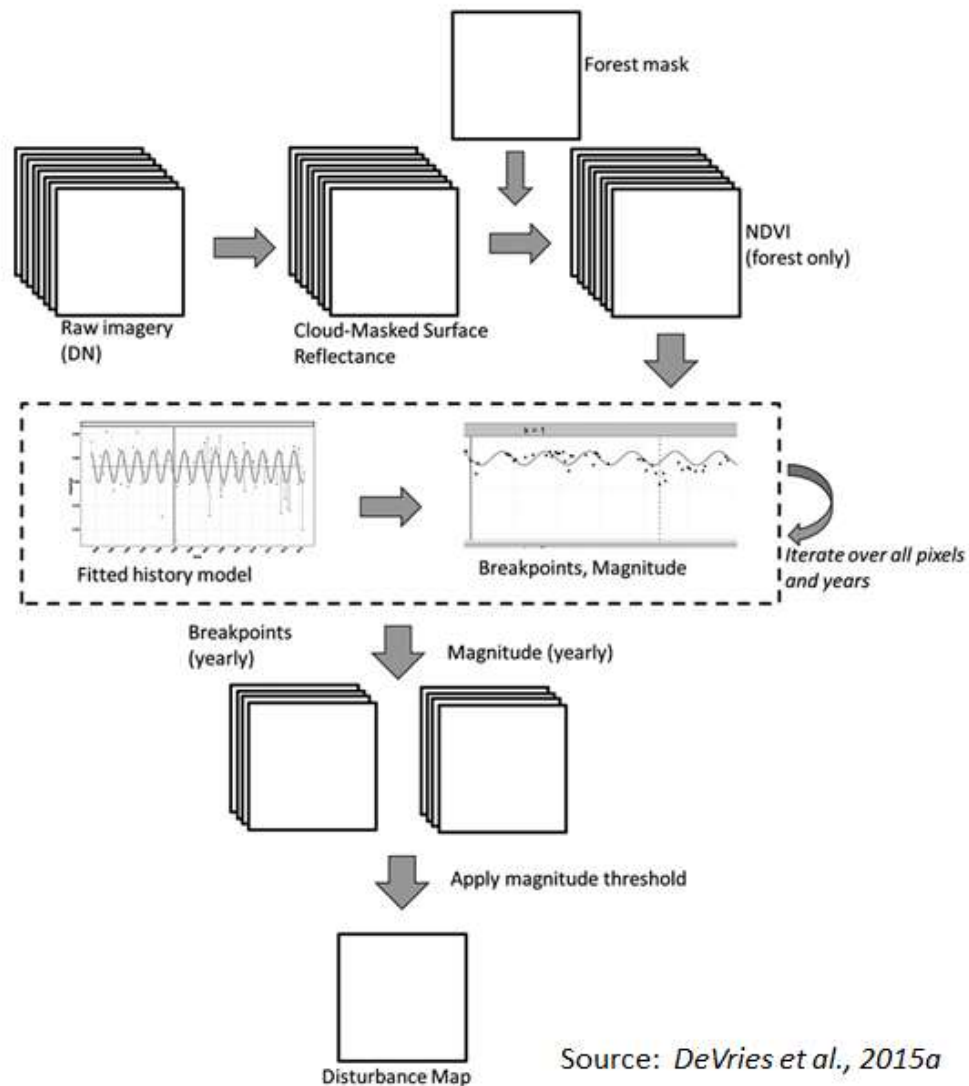 Forest mask
Raw imagery
(DN)
Cloud-Masked Surface
Reflectance
NDVI
(forest only)
k = 1
Fitted history model
Breakpoints, Magnitude
Iterate over all pixels
and years
Breakpoints
(yearly)
Magnitude (yearly)
Apply magnitude threshold
Disturbance Map
Source: DeVries et al., 2015a